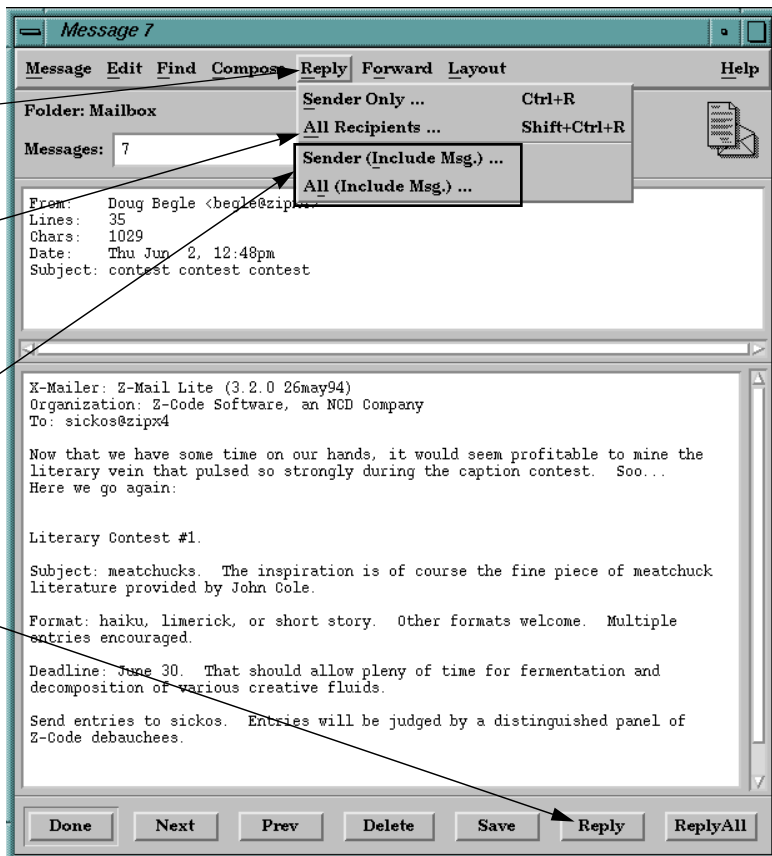 Message 7
Message Edit Find Compose Reply Forward Layout Help
Sender Only ... Ctrl+R
All Recipients ... Shift+Ctrl+R
Sender (Include Msg.) ...
All (Include Msg.) ...
Folder: Mailbox
Messages: 7
From: Doug Begle <begle@zipx4>
Lines: 35
Chars: 1029
Date: Thu Jun 2, 12:48pm
Subject: contest contest contest
X-Mailer: Z-Mail Lite (3.2.0 26may94)
Organization: Z-Code Software, an NCD Company
To: sickos@zipx4
Now that we have some time on our hands, it would seem profitable to mine the
literary vein that pulsed so strongly during the caption contest. Soo...
Here we go again:
Literary Contest #1.
Subject: meatchucks. The inspiration is of course the fine piece of meatchuck
literature provided by John Cole.
Format: haiku, limerick, or short story. Other formats welcome. Multiple
entries encouraged.
Deadline: June 30. That should allow pleny of time for fermentation and
decomposition of various creative fluids.
Send entries to sickos. Entries will be judged by a distinguished panel of
Z-Code debauchees.
Done Next Prev Delete Save Reply ReplyAll